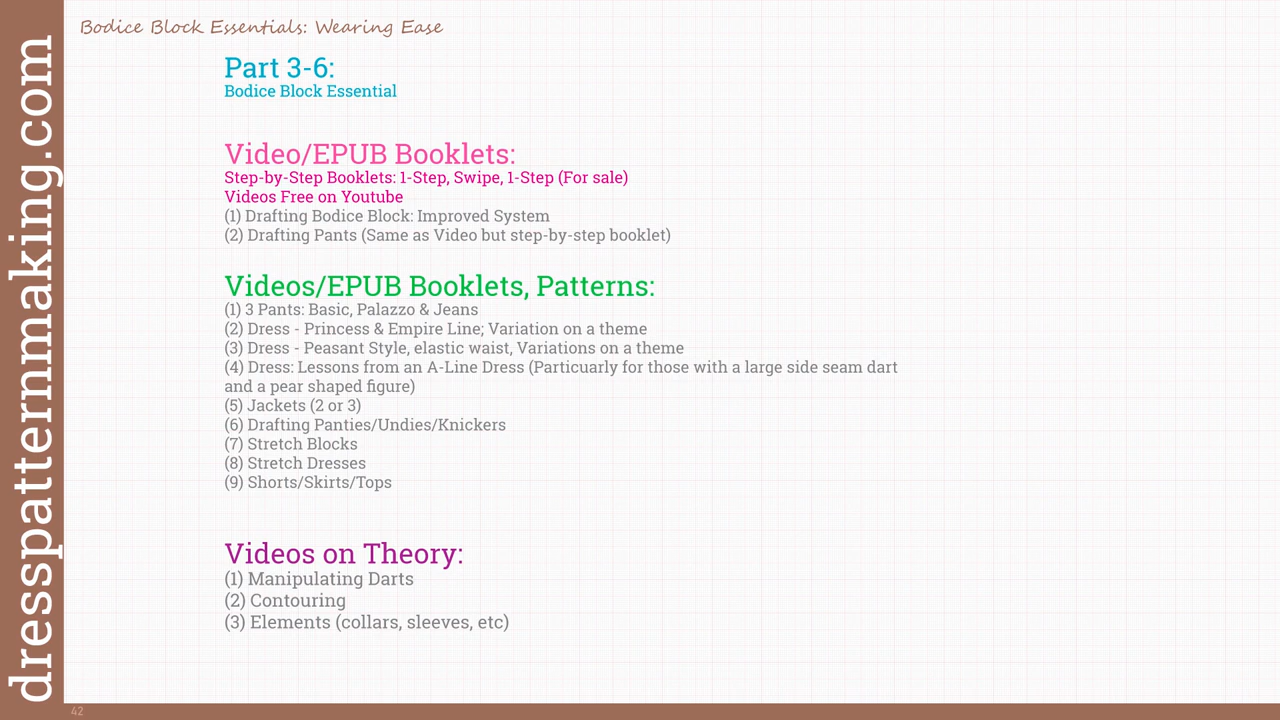 Bodice Block Essentials: Wearing Ease
dresspatternmaking.com
Part 3-6:
Bodice Block Essential
Video/EPUB Booklets:
Step-by-Step Booklets: 1-Step, Swipe, 1-Step (For sale)
Videos Free on Youtube
(1) Drafting Bodice Block: Improved System
(2) Drafting Pants (Same as Video but step-by-step booklet)
Videos/EPUB Booklets, Patterns:
(1) 3 Pants: Basic, Palazzo & Jeans
(2) Dress - Princess & Empire Line; Variation on a theme
(3) Dress - Peasant Style, elastic waist, Variations on a theme
(4) Dress: Lessons from an A-Line Dress (Particuarly for those with a large side seam dart
and a pear shaped figure)
(5) Jackets (2 or 3)
(6) Drafting Panties/Undies/Knickers
(7) Stretch Blocks
(8) Stretch Dresses
(9) Shorts/Skirts/Tops
Videos on Theory:
(1) Manipulating Darts
(2) Contouring
(3) Elements (collars, sleeves, etc)
42